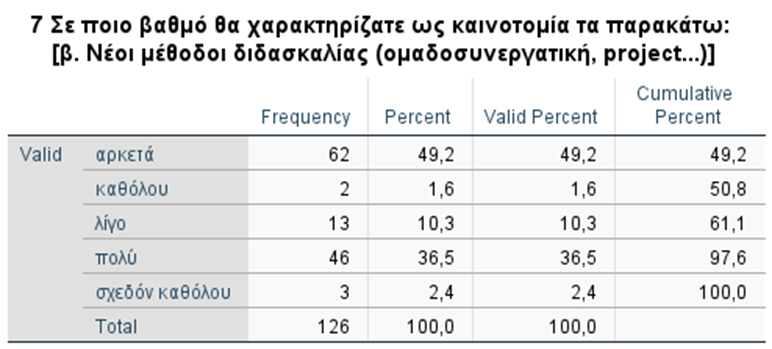 7 Σε ποιο βαθμό θα χαρακτηρίζατε ως καινοτομία τα παρακάτω:
[β. Νέοι μέθοδοι διδασκαλίας (ομαδοσυνεργατική, project...)]
Frequency Percent Valid Percent Cumulative Percent
Valid αρκετά 62 49,2 49,2 49,2
καθόλου 2 1,6 1,6 50,8
λίγο 13 10,3 10,3 61,1
πολύ 46 36,5 36,5 97,6
σχεδόν καθόλου 3 2,4 2,4 100,0
Total 126 100,0 100,0